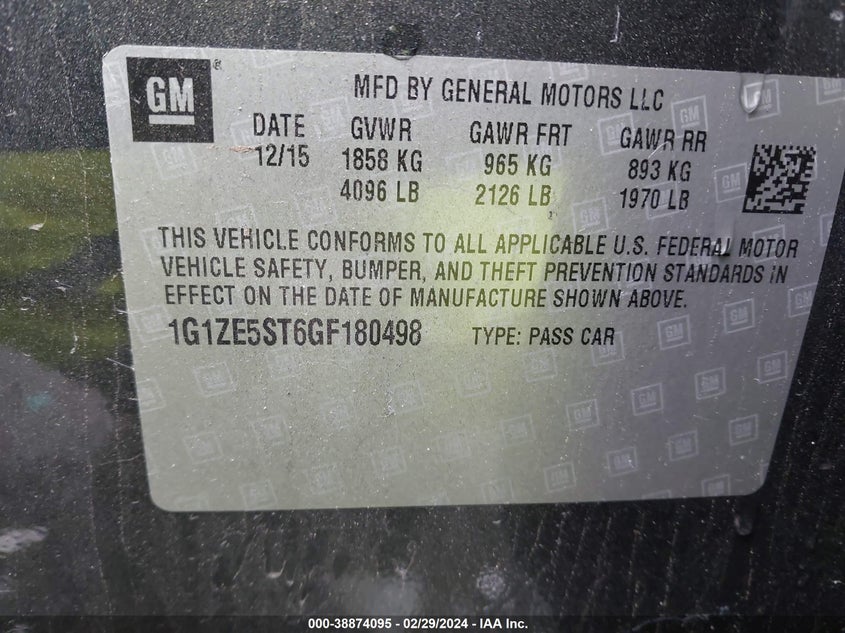 GM
®
MFD BY GENERAL MOTORS LLC
DATE GVWR GAWR FRT GAWR RR
12/15 1858 KG 965 KG 893 KG
4096 LB 2126 LB 1970 LB
THIS VEHICLE CONFORMS TO ALL APPLICABLE U.S. FEDERAL MOTOR
VEHICLE SAFETY, BUMPER, AND THEFT PREVENTION STANDARDS IN
EFFECT ON THE DATE OF MANUFACTURE SHOWN ABOVE.
1G1ZE5ST6GF180498 TYPE: PASS CAR
000-38874095 - 02/29/2024 - IAA Inc.